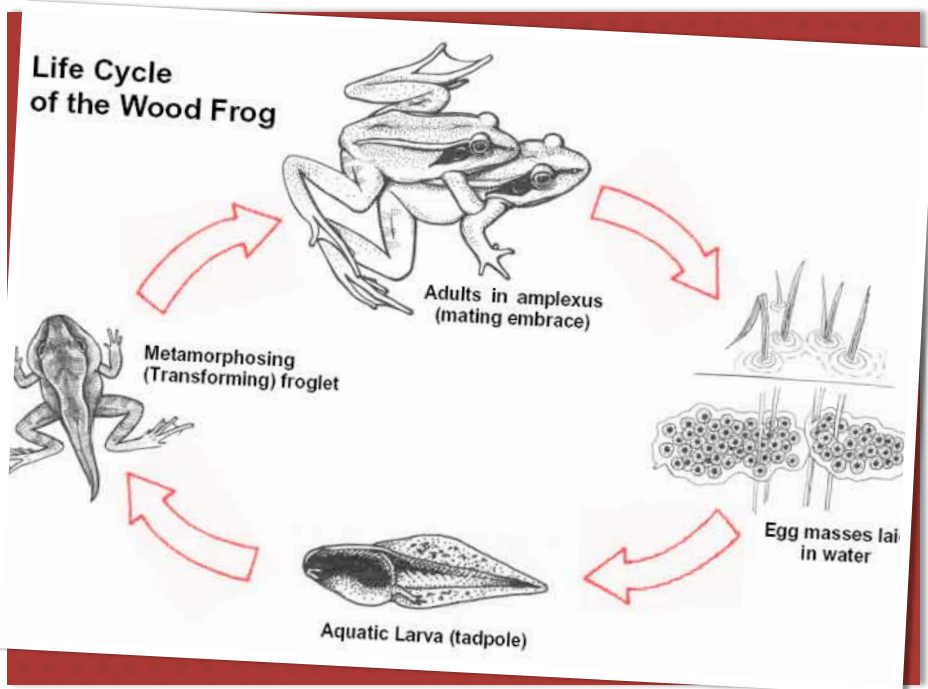 Life Cycle
of the Wood Frog
Adults in amplexus
(mating embrace)
Metamorphosing
(Transforming) froglet
Egg masses lai
in water
Aquatic Larva (tadpole)